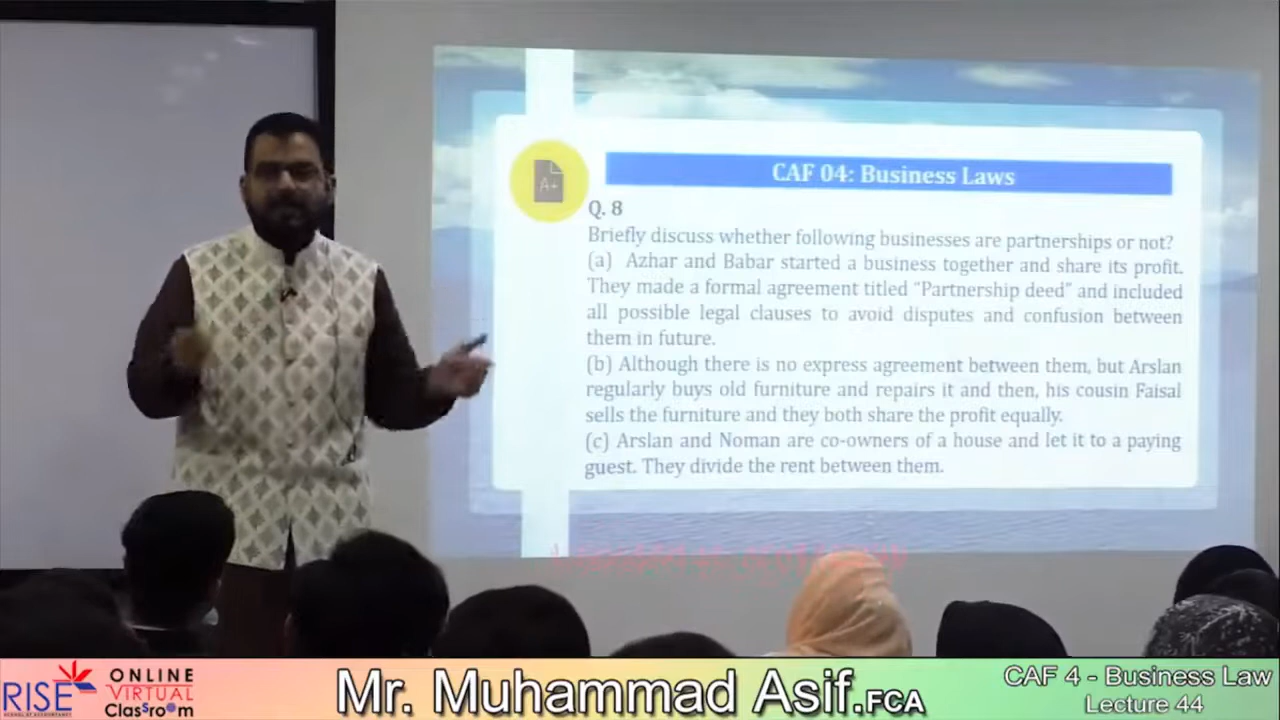 CAF 04: Business Laws
A+
Q. 8
Briefly discuss whether following businesses are partnerships or not?
(a) Azhar and Babar started a business together and share its profit.
They made a formal agreement titled “Partnership deed” and included
all possible legal clauses to avoid disputes and confusion between
them in future.
(b) Although there is no express agreement between them, but Arslan
regularly buys old furniture and repairs it and then, his cousin Faisal
sells the furniture and they both share the profit equally.
(c) Arslan and Noman are co-owners of a house and let it to a paying
guest. They divide the rent between them.
RISE
SCHOOL OF ACCOUNTANCY
ONLINE
VIRTUAL
ClassrooM
Mr. Muhammad Asif.FCA
CAF 4 - Business Law
Lecture 44